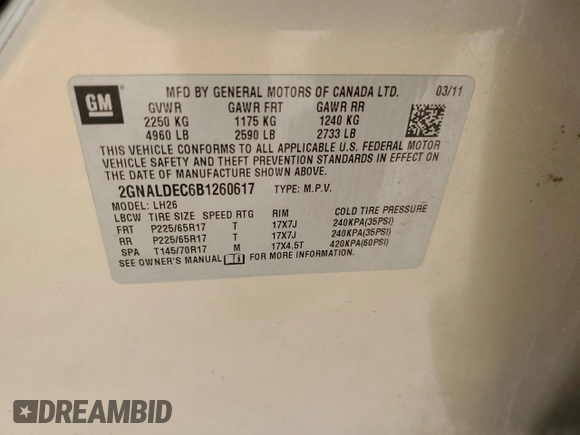 GM
MFD BY GENERAL MOTORS OF CANADA LTD. 03/11
GVWR GAWR FRT GAWR RR
2250 KG 1175 KG 1240 KG
4960 LB 2590 LB 2733 LB
THIS VEHICLE CONFORMS TO ALL APPLICABLE U.S. FEDERAL MOTOR
VEHICLE SAFETY AND THEFT PREVENTION STANDARDS IN EFFECT ON
THE DATE OF MANUFACTURE SHOWN ABOVE.
2GNALDEC6B1260617 TYPE: M.P.V.
MODEL: LH26
LBCW TIRE SIZE SPEED RTG RIM COLD TIRE PRESSURE
FRT P225/65R17 T 17X7J 240KPA(35PSI)
RR P225/65R17 T 17X7J 240KPA(35PSI)
SPA T145/70R17 M 17X4.5T 420KPA(60PSI)
SEE OWNER'S MANUAL FOR MORE INFORMATION.
DREAMBID